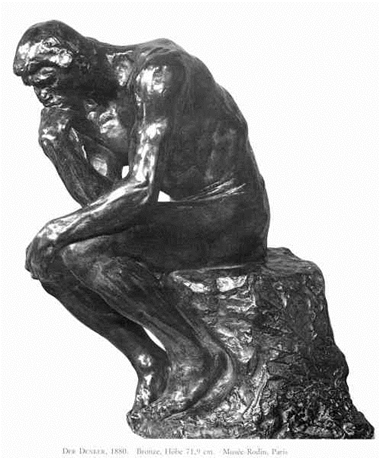 DER DENKER, 1880. Bronze, Höhe 71,9 cm. Musée Rodin, Paris